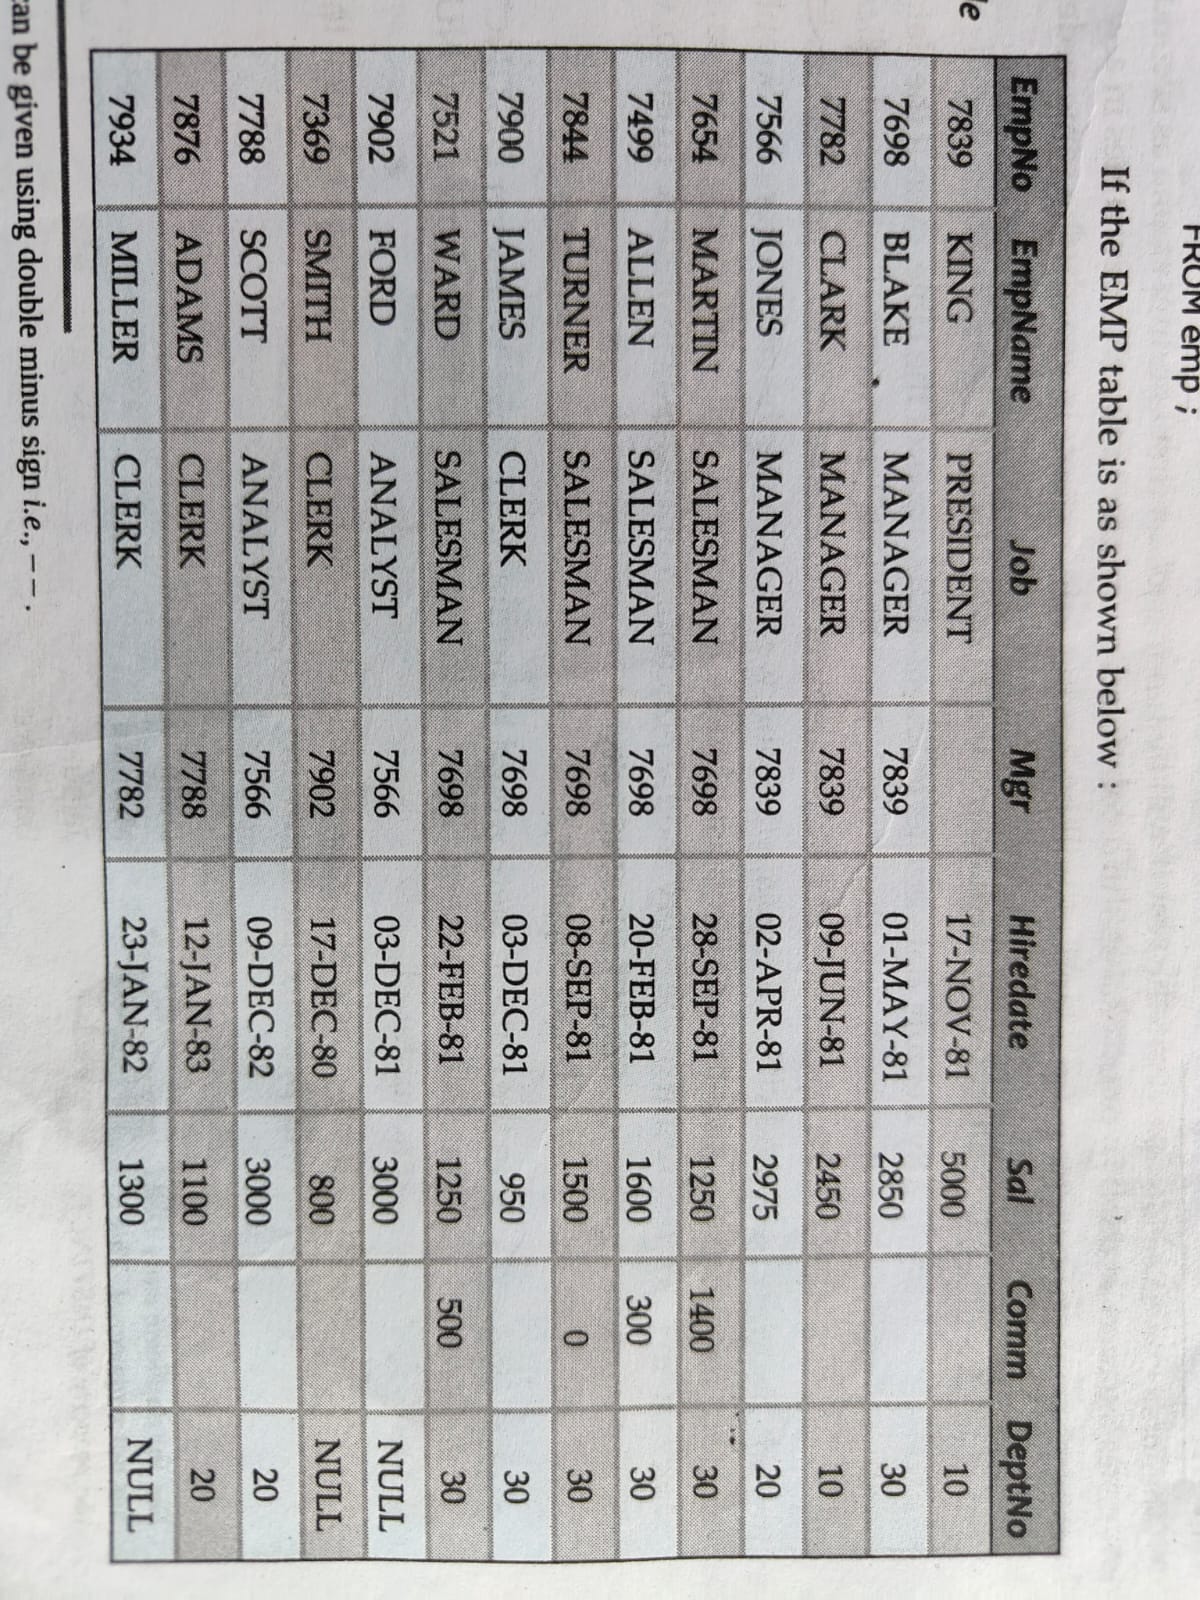 FROM emp ;
If the EMP table is as shown below :
EmpNo EmpName Job Mgr Hiredate Sal Comm DeptNo
7839 KING PRESIDENT 17-NOV-81 5000 10
7698 BLAKE MANAGER 7839 01-MAY-81 2850 30
7782 CLARK MANAGER 7839 09-JUN-81 2450 10
7566 JONES MANAGER 7839 02-APR-81 2975 20
7654 MARTIN SALESMAN 7698 28-SEP-81 1250 1400 30
7499 ALLEN SALESMAN 7698 20-FEB-81 1600 300 30
7844 TURNER SALESMAN 7698 08-SEP-81 1500 0 30
7900 JAMES CLERK 7698 03-DEC-81 950 30
7521 WARD SALESMAN 7698 22-FEB-81 1250 500 30
7902 FORD ANALYST 7566 03-DEC-81 3000 NULL
7369 SMITH CLERK 7902 17-DEC-80 800 NULL
7788 SCOTT ANALYST 7566 09-DEC-82 3000 20
7876 ADAMS CLERK 7788 12-JAN-83 1100 20
7934 MILLER CLERK 7782 23-JAN-82 1300 NULL
can be given using double minus sign i.e., – – .